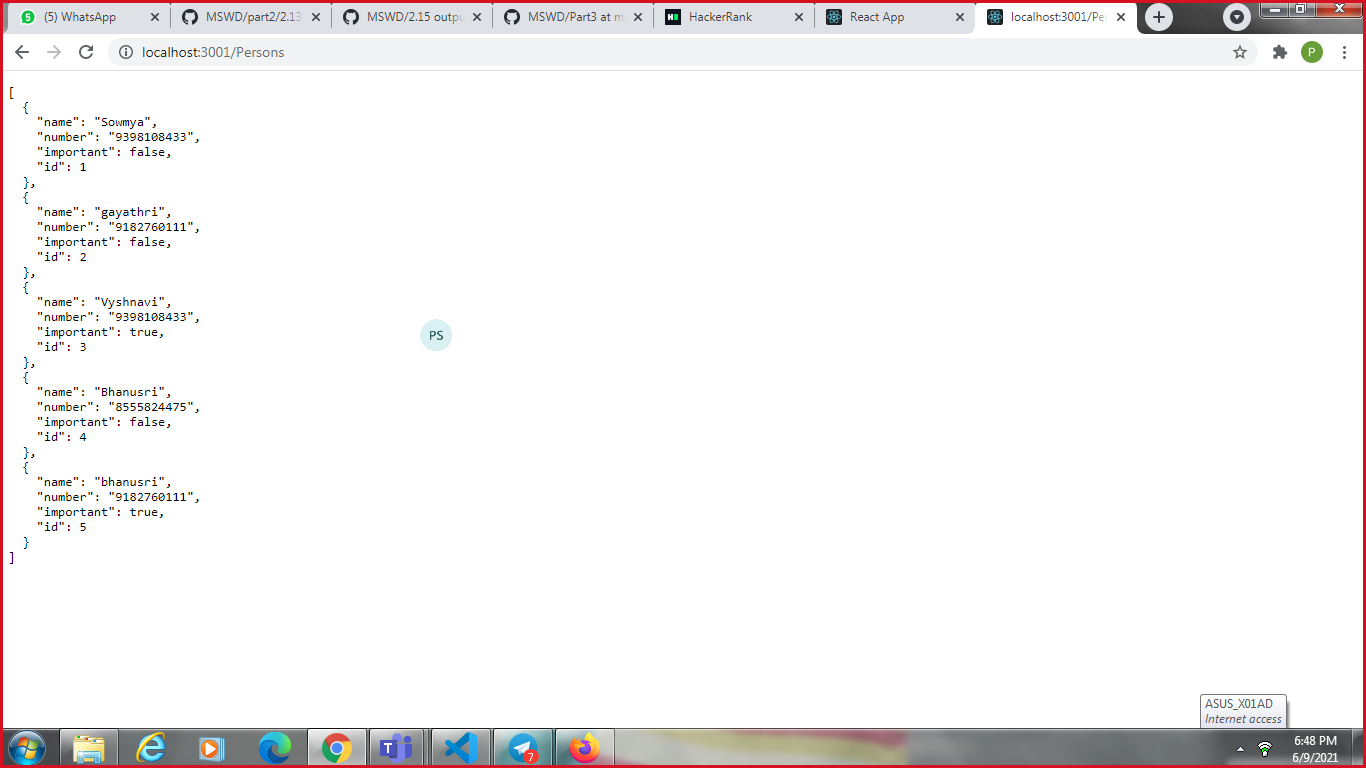 (5) WhatsApp
MSWD/part2/2.13
MSWD/2.15 outpu
MSWD/Part3 at m
HackerRank
React App
localhost:3001/Per
localhost:3001/Persons
P
[
{
"name": "Sowmya",
"number": "9398108433",
"important": false,
"id": 1
},
{
"name": "gayathri",
"number": "9182760111",
"important": false,
"id": 2
},
{
"name": "Vyshnavi",
"number": "9398108433",
"important": true,
"id": 3
},
{
"name": "Bhanusri",
"number": "8555824475",
"important": false,
"id": 4
},
{
"name": "bhanusri",
"number": "9182760111",
"important": true,
"id": 5
}
]
PS
ASUS_X01AD
Internet access
7
6:48 PM
6/9/2021